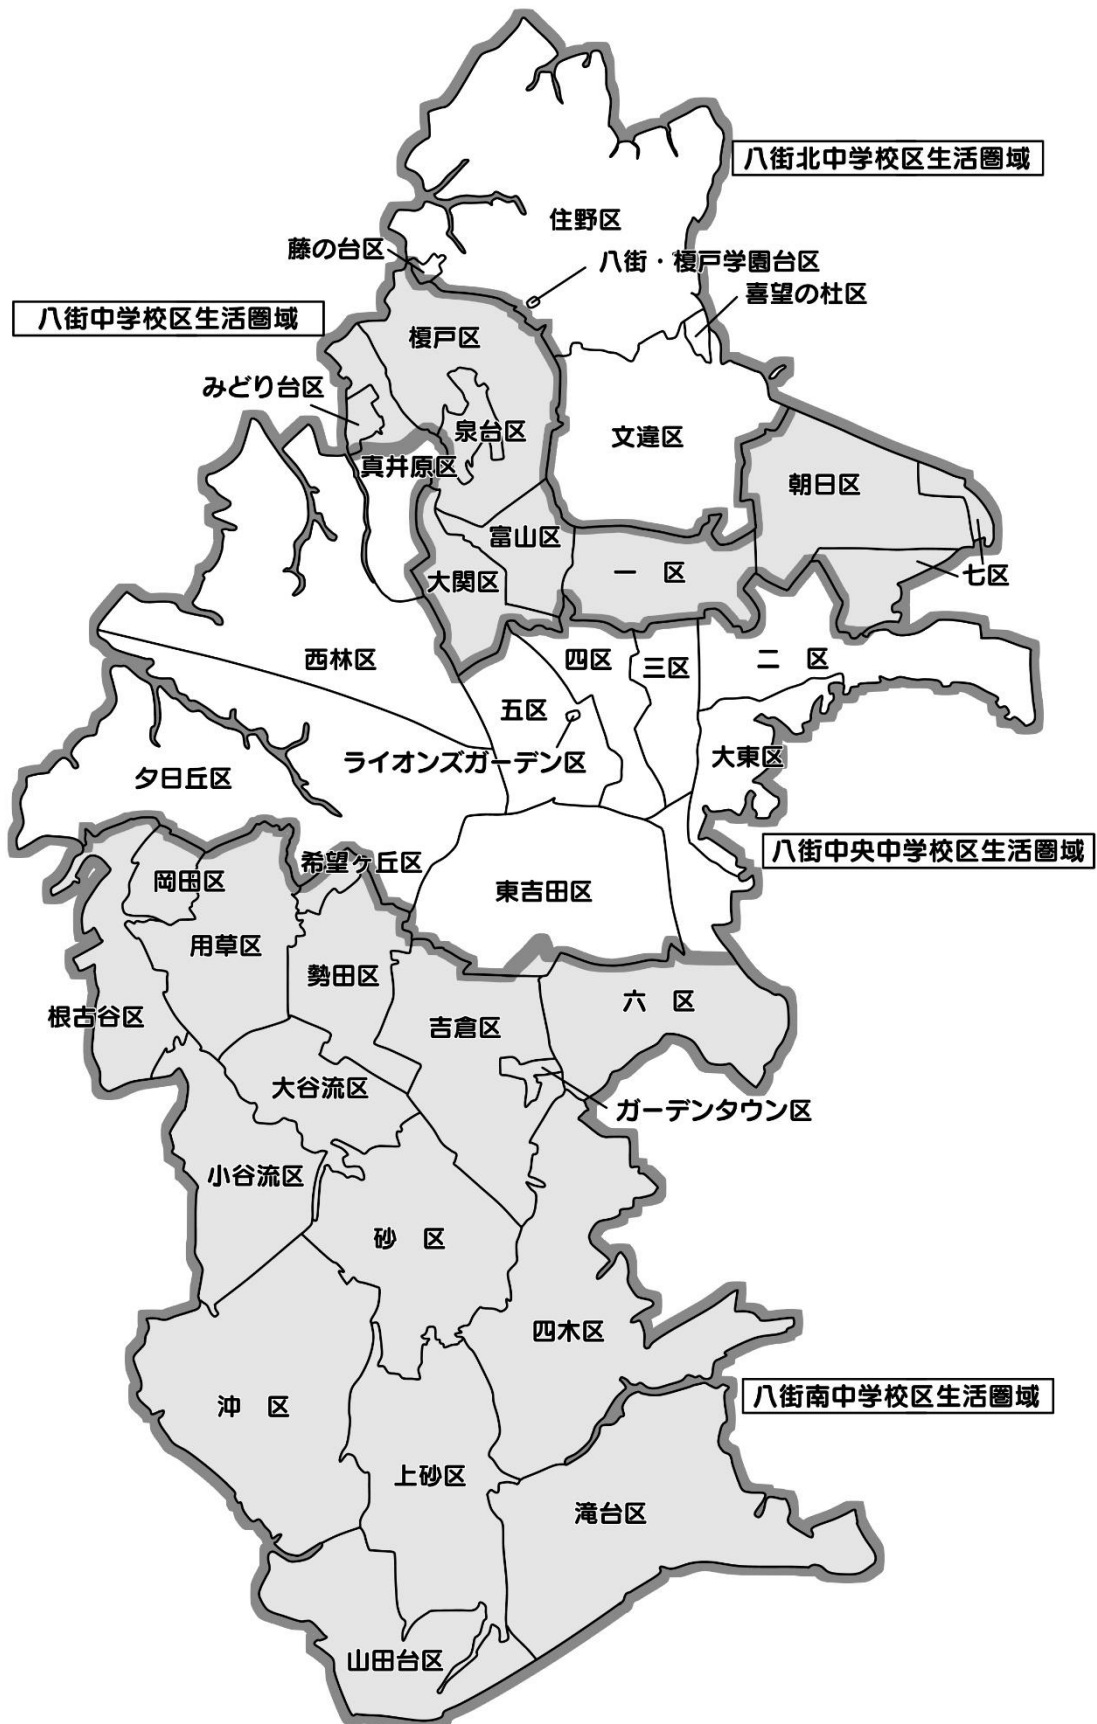 八街北中学校区生活圏域
住野区
藤の台区
八街・榎戸学園台区
喜望の杜区
八街中学校区生活圏域
榎戸区
みどり台区
泉台区
文違区
真井原区
朝日区
富山区
大関区
一　区
七区
西林区
四区
三区
二　区
五区
大東区
ライオンズガーデン区
夕日丘区
八街中央中学校区生活圏域
希望ヶ丘区
岡田区
東吉田区
用草区
勢田区
六　区
根古谷区
吉倉区
大谷流区
ガーデンタウン区
小谷流区
砂　区
四木区
八街南中学校区生活圏域
沖　区
上砂区
滝台区
山田台区